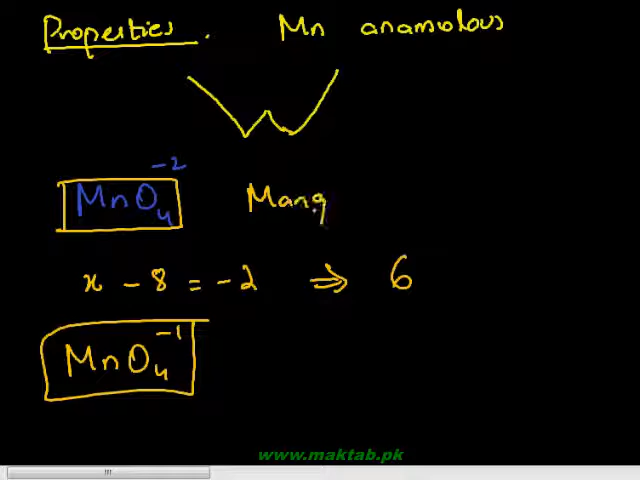 Properties. Mn anamolous
MnO₄⁻² Mang
x - 8 = -2 ⇒ 6
MnO₄⁻¹
www.maktab.pk